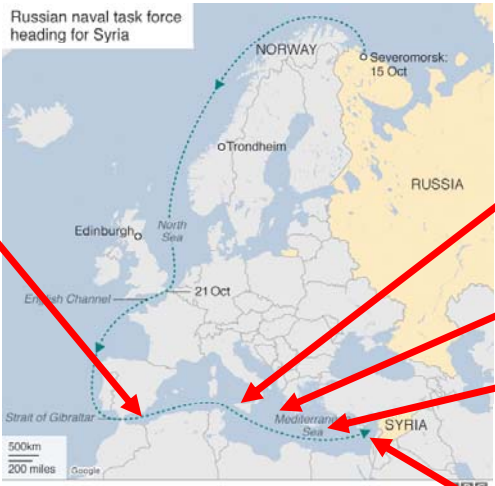 Russian naval task force
heading for Syria
NORWAY
Severomorsk:
15 Oct
Trondheim
RUSSIA
Edinburgh
North
Sea
21 Oct
English Channel
Strait of Gibraltar
Mediterranean
Sea
SYRIA
500km
200 miles
Google